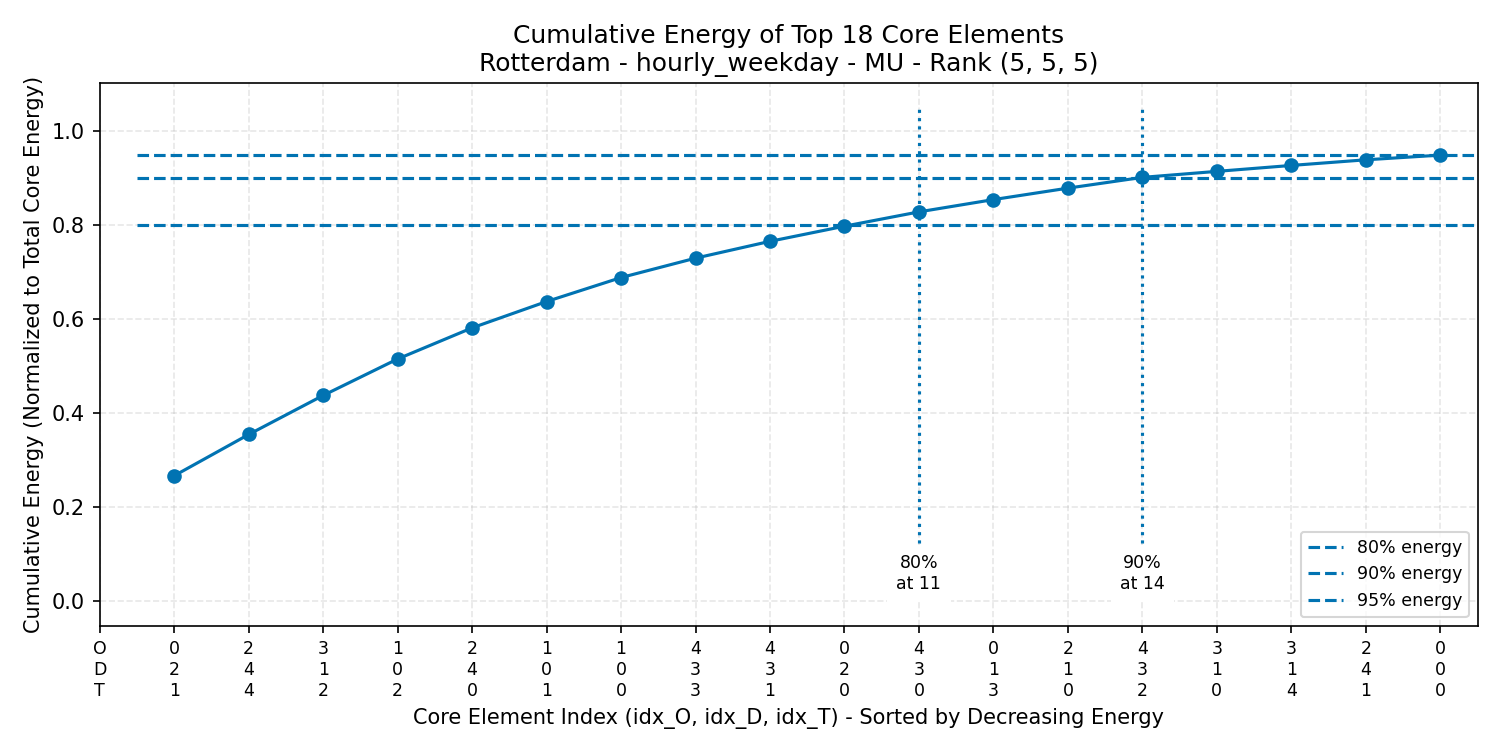 Cumulative Energy of Top 18 Core Elements
Rotterdam - hourly_weekday - MU - Rank (5, 5, 5)
Cumulative Energy (Normalized to Total Core Energy)
1.0
0.8
0.6
0.4
0.2
0.0
80%
at 11
90%
at 14
80% energy
90% energy
95% energy
O 0 2 3 1 2 1 1 4 4 0 4 0 2 4 3 3 2 0
D 2 4 1 0 4 0 0 3 3 2 3 1 1 3 1 1 4 0
T 1 4 2 2 0 1 0 3 1 0 0 3 0 2 0 4 1 0
Core Element Index (idx_O, idx_D, idx_T) - Sorted by Decreasing Energy